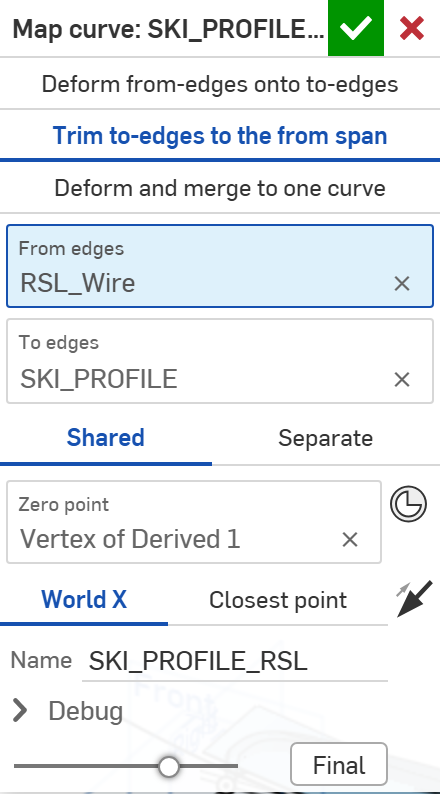 Map curve: SKI_PROFILE...
Deform from-edges onto to-edges
Trim to-edges to the from span
Deform and merge to one curve
From edges
RSL_Wire
To edges
SKI_PROFILE
Shared Separate
Zero point
Vertex of Derived 1
World X Closest point
Name SKI_PROFILE_RSL
Front
Debug
Final